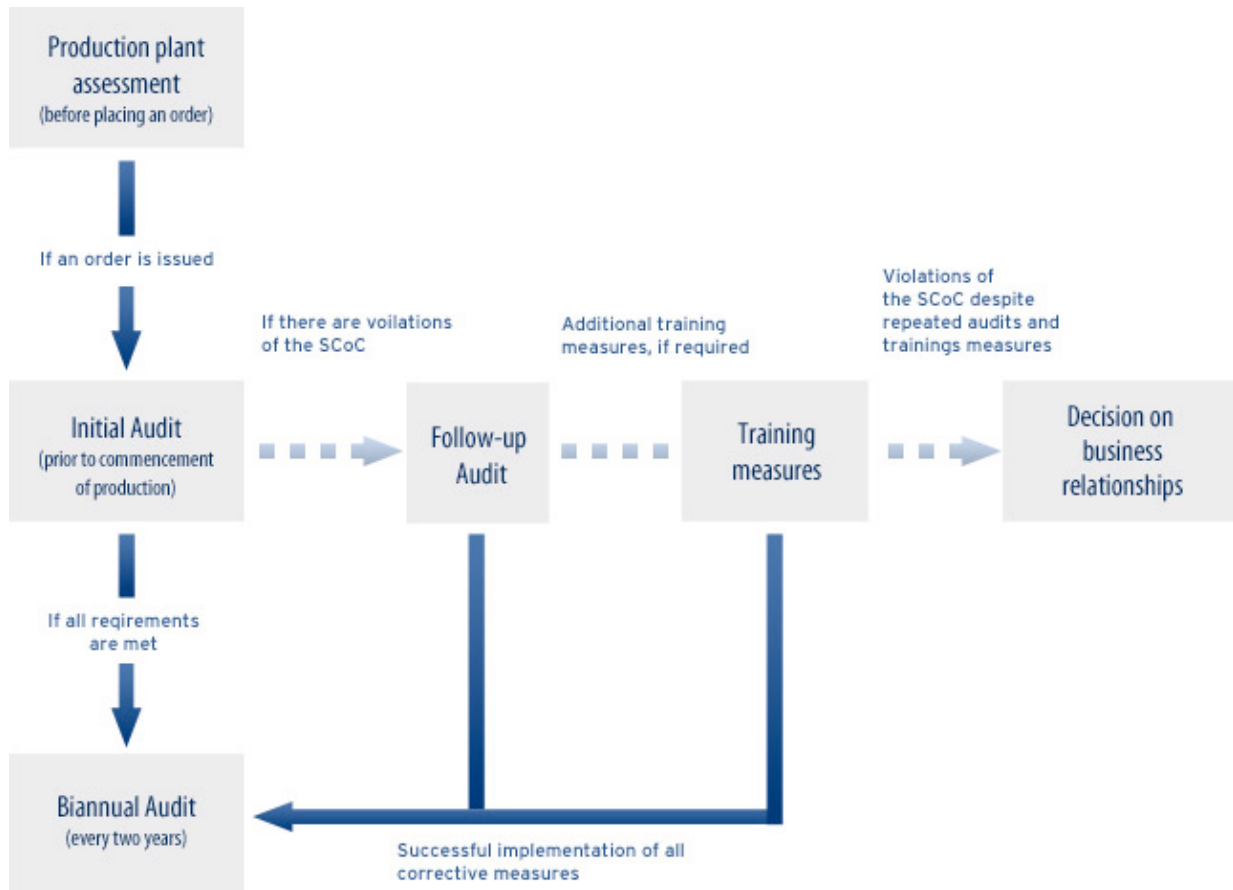 Production plant
assessment
(before placing an order)
If an order is issued
If there are voilations
of the SCoC
Additional training
measures, if required
Violations of
the SCoC despite
repeated audits and
trainings measures
Initial Audit
(prior to commencement
of production)
Follow-up
Audit
Training
measures
Decision on
business
relationships
If all reqirements
are met
Biannual Audit
(every two years)
Successful implementation of all
corrective measures